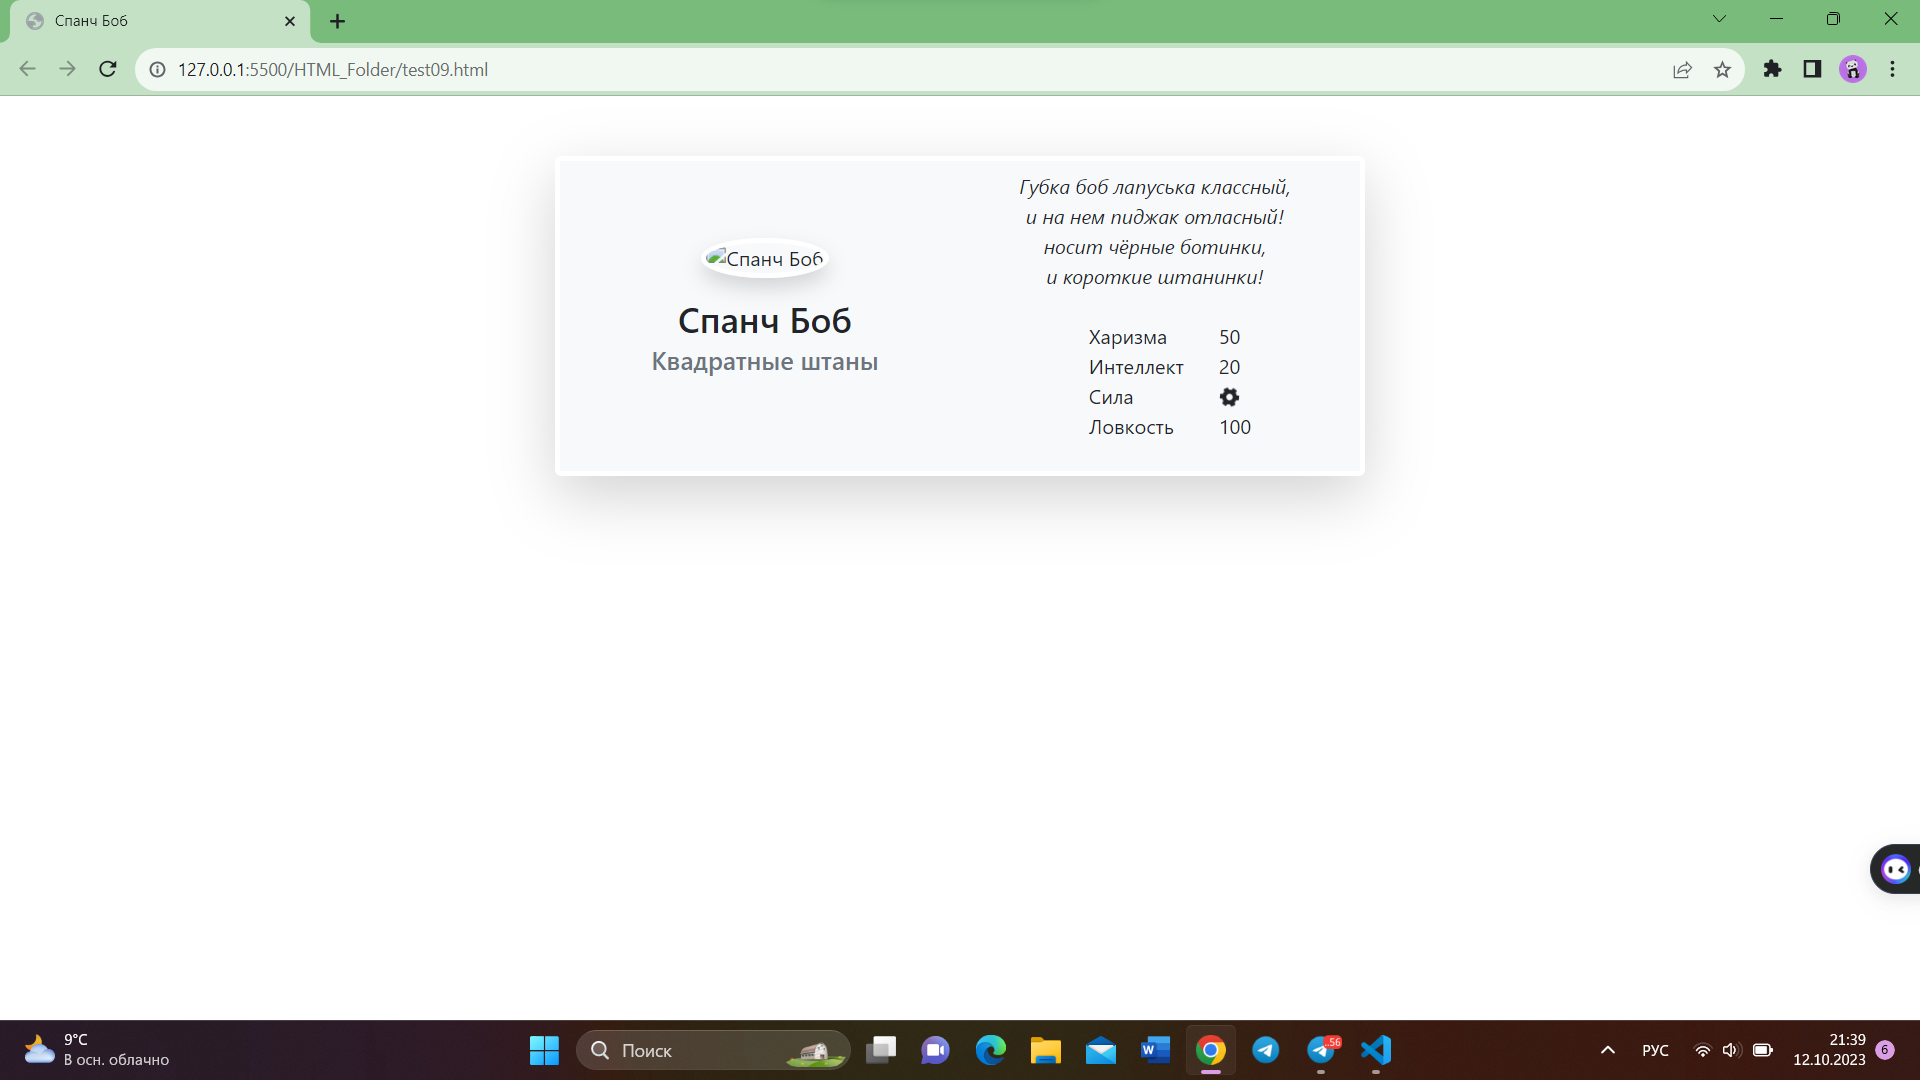 Спанч Боб
127.0.0.1:5500/HTML_Folder/test09.html
Спанч Боб
Спанч Боб
Квадратные штаны
Губка боб лапуська классный,
и на нем пиджак отласный!
носит чёрные ботинки,
и короткие штанинки!
Харизма 50
Интеллект 20
Сила
Ловкость 100
9°C
В осн. облачно
Поиск
W
56
РУС
21:39
12.10.2023
6